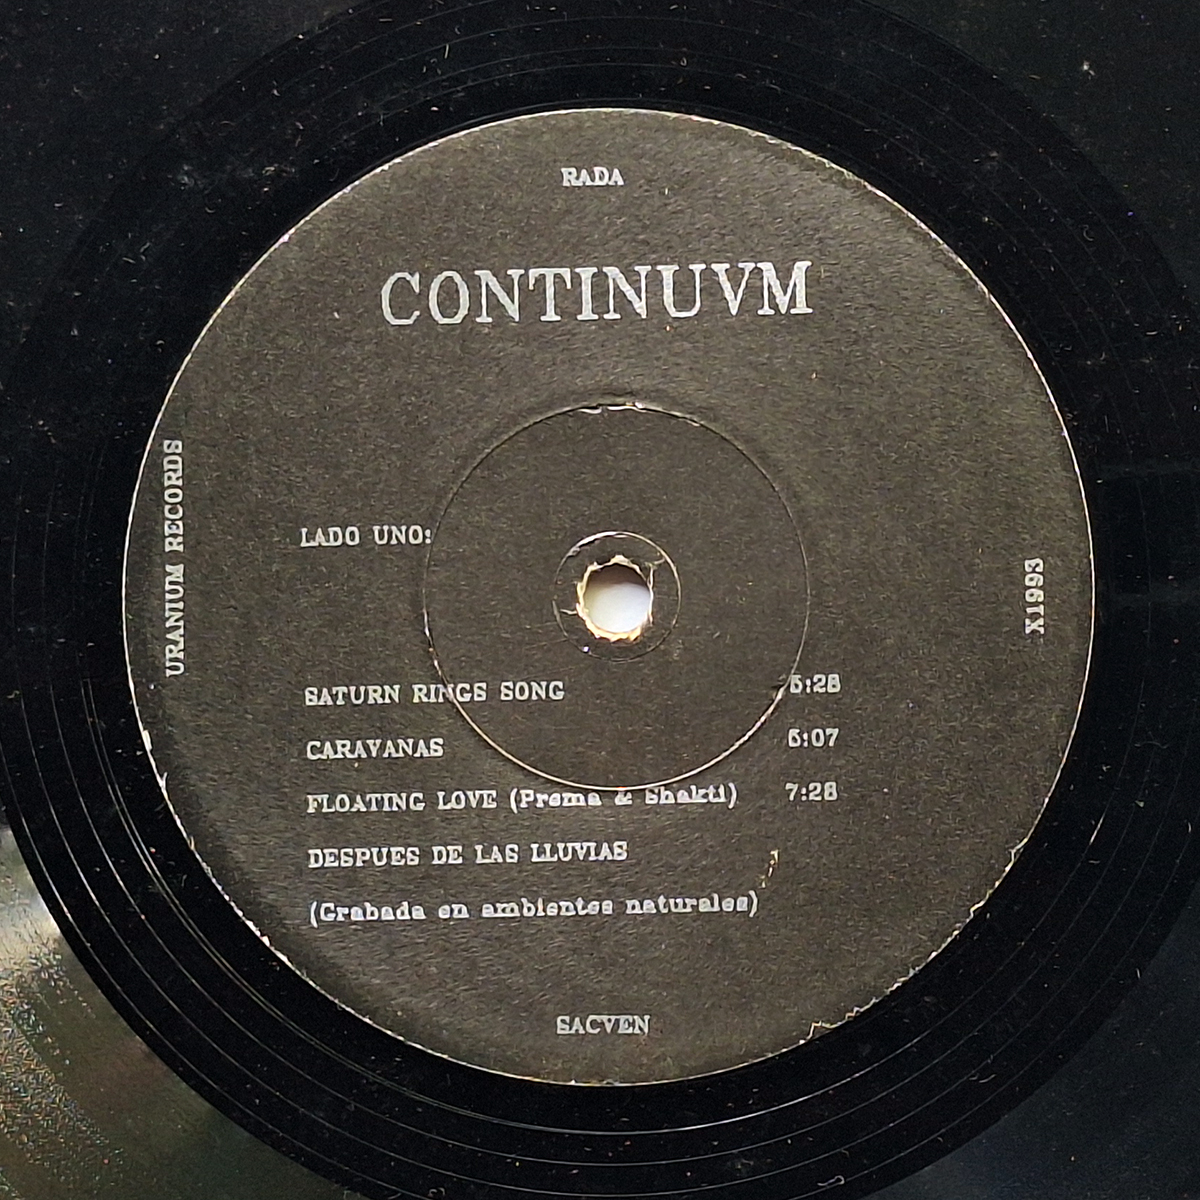 RADA
CONTINUVM
URANIUM RECORDS
LADO UNO:
X1993
SATURN RINGS SONG 5:28
CARAVANAS 5:07
FLOATING LOVE (Prema & Shakti) 7:28
DESPUES DE LAS LLUVIAS
(Grabada en ambientes naturales)
SACVEN